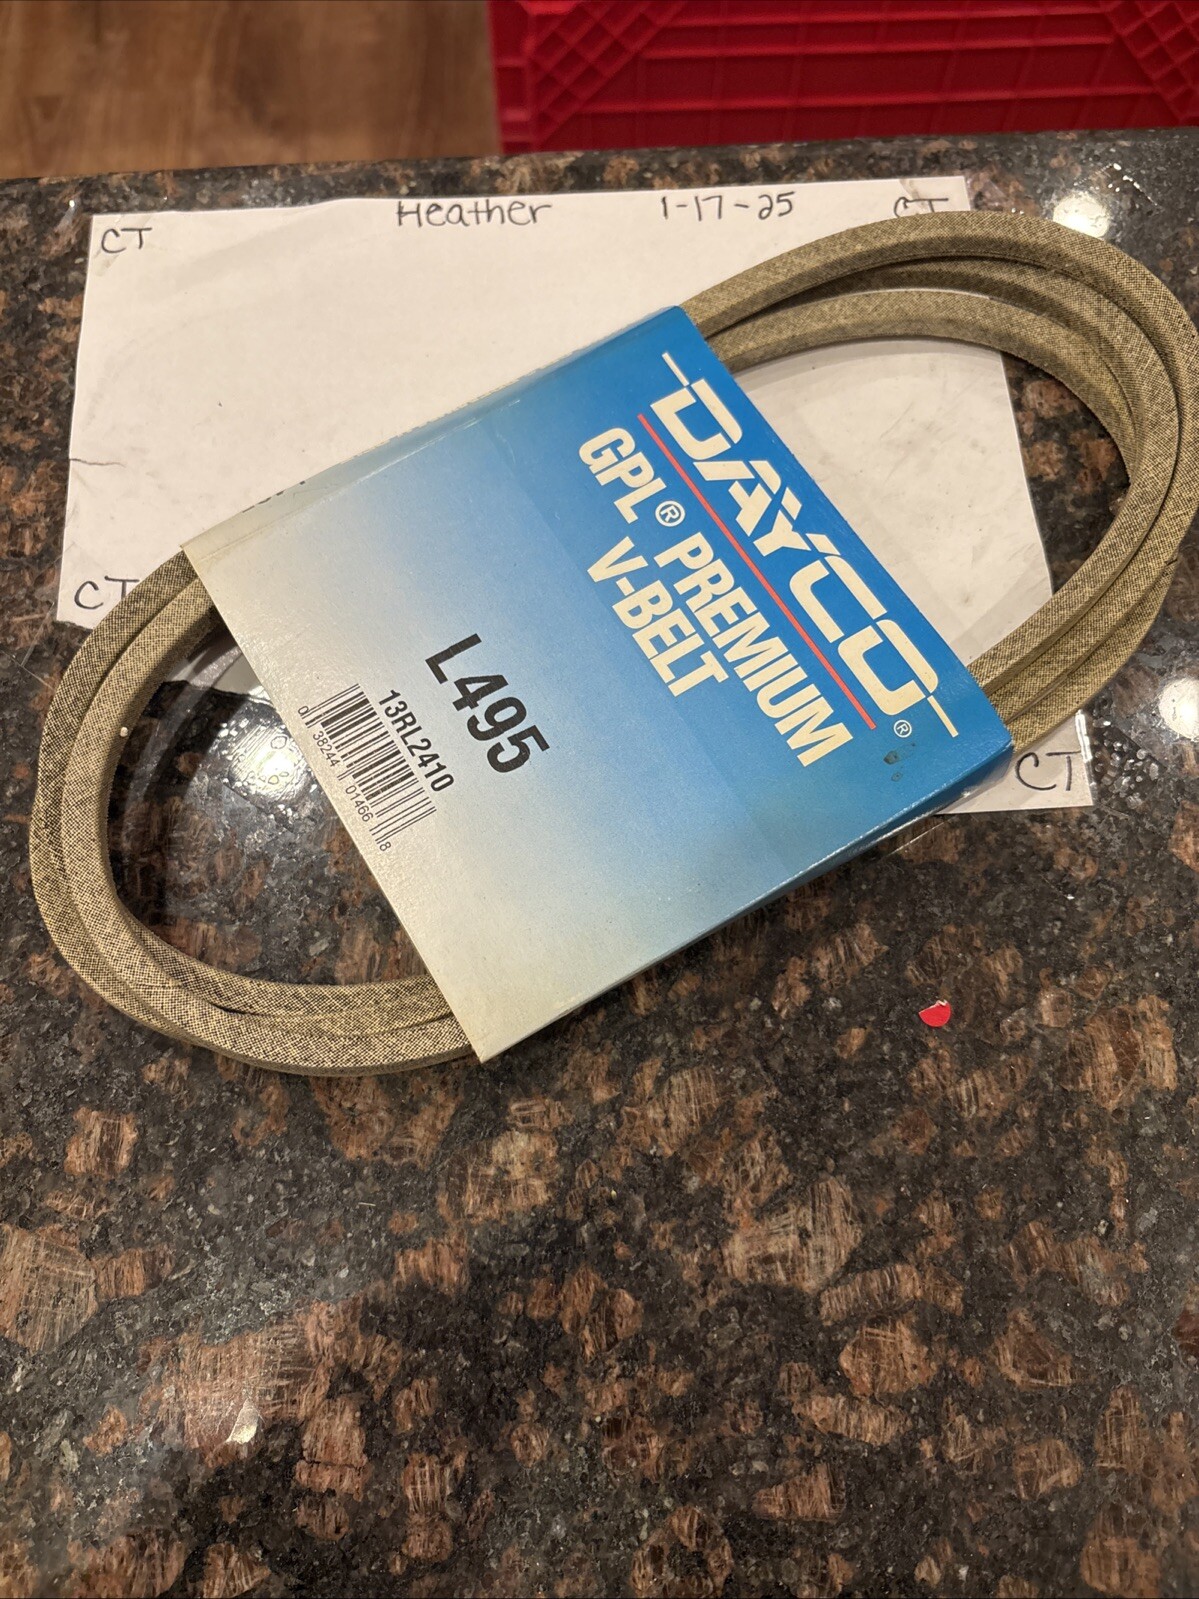 Heather 1-17-25
CT
CT
CT
CT
DAYCO®
GPL® PREMIUM
V-BELT
L495
13RL2410
0 38244 01466 8